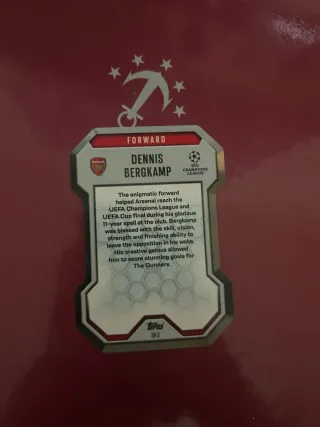 FORWARD
DENNIS
BERGKAMP
UEFA
CHAMPIONS
LEAGUE
The enigmatic forward
helped Arsenal reach the
UEFA Champions League and
UEFA Cup final during his glorious
11-year spell at the club. Bergkamp
was blessed with the skill, vision,
strength and finishing ability to
leave the opposition in his wake.
His creative genius allowed
him to score stunning goals for
The Gunners.
Topps